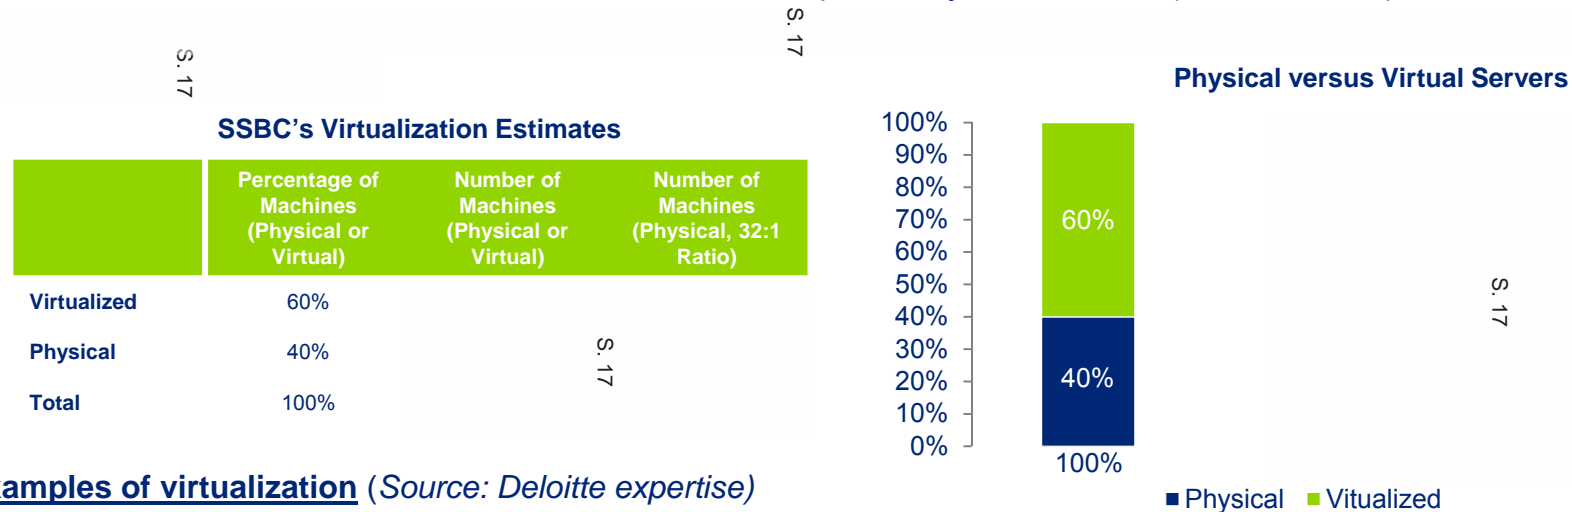 S. 17
S. 17
Physical versus Virtual Servers
SSBC's Virtualization Estimates
Percentage of Machines (Physical or Virtual)
Number of Machines (Physical or Virtual)
Number of Machines (Physical, 32:1 Ratio)
Virtualized 60%
Physical 40%
Total 100%
S. 17
100%
90%
80%
70%
60%
50%
40%
30%
20%
10%
0%
60%
40%
100%
S. 17
Physical Vitualized
amples of virtualization (Source: Deloitte expertise)